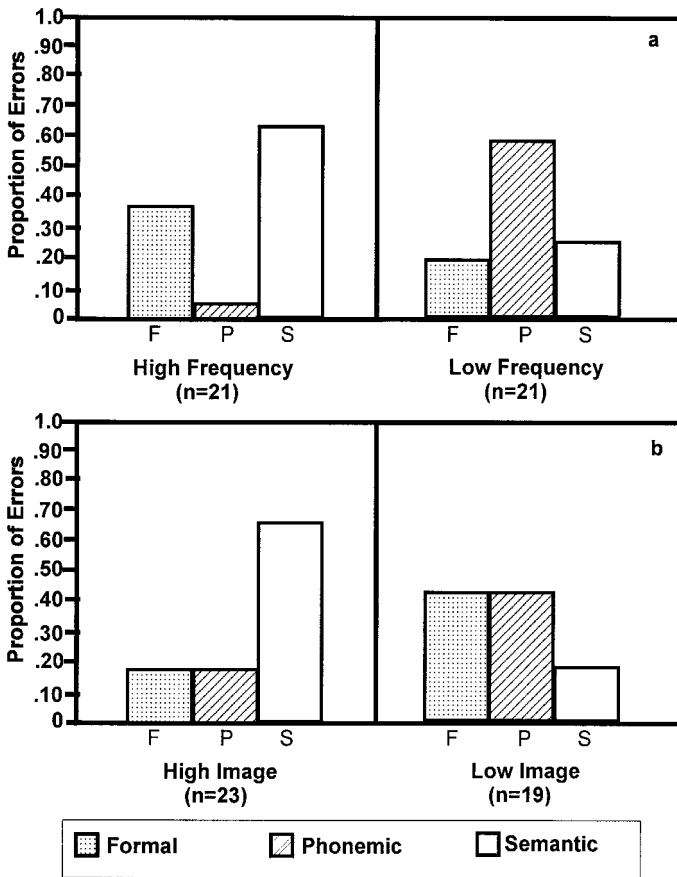 a
1.0
.90
.80
.70
.60
.50
.40
.30
.20
.10
0
Proportion of Errors
F P S F P S
High Frequency Low Frequency
(n=21) (n=21)
b
1.0
.90
.80
.70
.60
.50
.40
.30
.20
.10
0
Proportion of Errors
F P S F P S
High Image Low Image
(n=23) (n=19)
Formal Phonemic Semantic